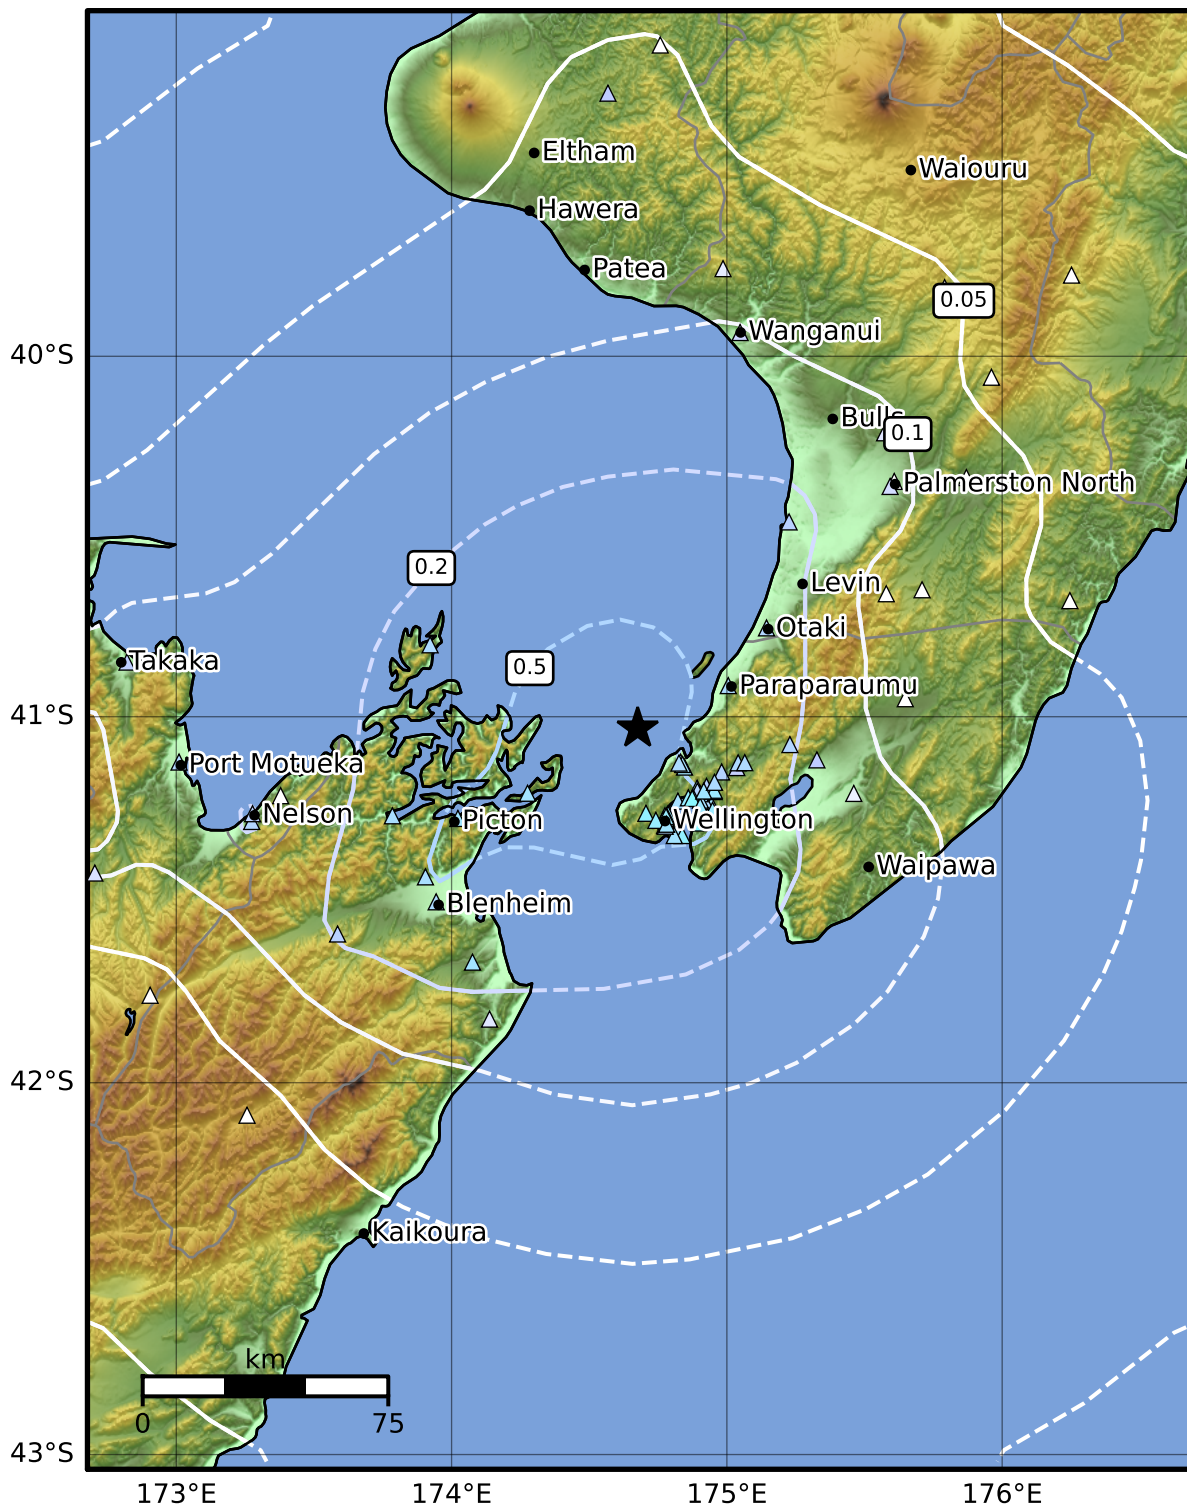 Eltham
Waiouru
Hawera
Patea
0.05
Wanganui
40°S
Bulls
0.1
Palmerston North
0.2
Levin
Otaki
Takaka
0.5
Paraparaumu
41°S
Port Motueka
Nelson
Picton
Wellington
Waipawa
Blenheim
42°S
Kaikoura
km
0
75
43°S
173°E
174°E
175°E
176°E